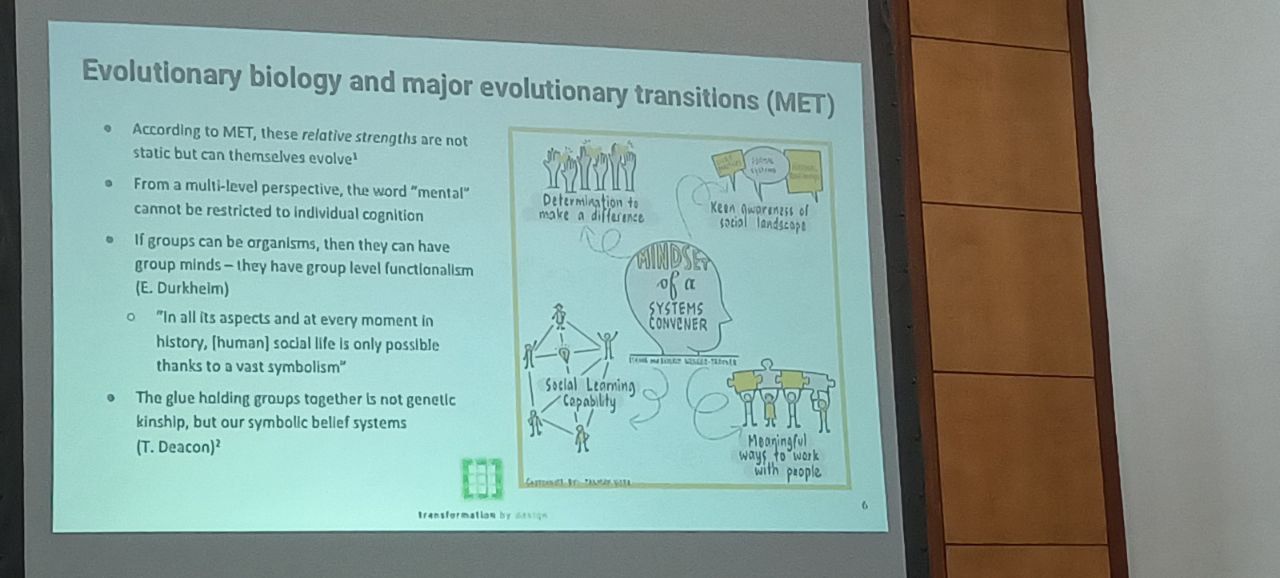 Evolutionary biology and major evolutionary transitions (MET)
According to MET, these relative strengths are not
static but can themselves evolve¹
From a multi-level perspective, the word "mental"
cannot be restricted to individual cognition
If groups can be organisms, then they can have
group minds – they have group level functionalism
(E. Durkheim)
"In all its aspects and at every moment in
history, [human] social life is only possible
thanks to a vast symbolism"
The glue holding groups together is not genetic
kinship, but our symbolic belief systems
(T. Deacon)²
Determination to
make a difference
Keen awareness of
social landscape
MINDSET
of a
SYSTEMS
CONVENER
Social Learning
Capability
Meaningful
ways to work
with people
transformation by design
6